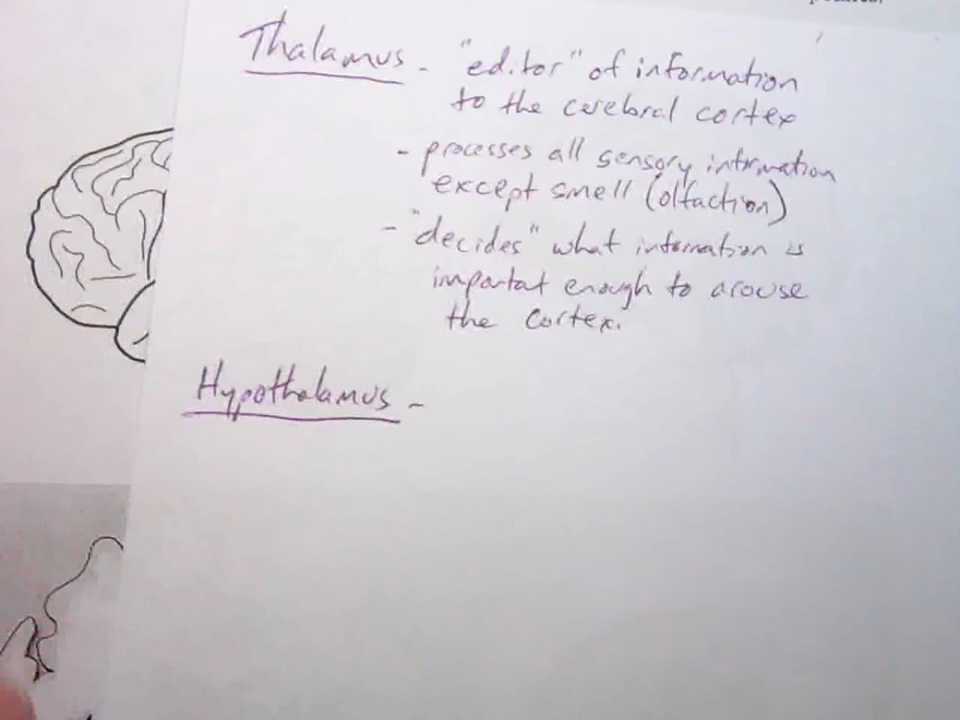 Thalamus - "editor" of information
to the cerebral cortex
- processes all sensory information
except smell (olfaction)
- "decides" what information is
important enough to arouse
the cortex.
Hypothalamus -